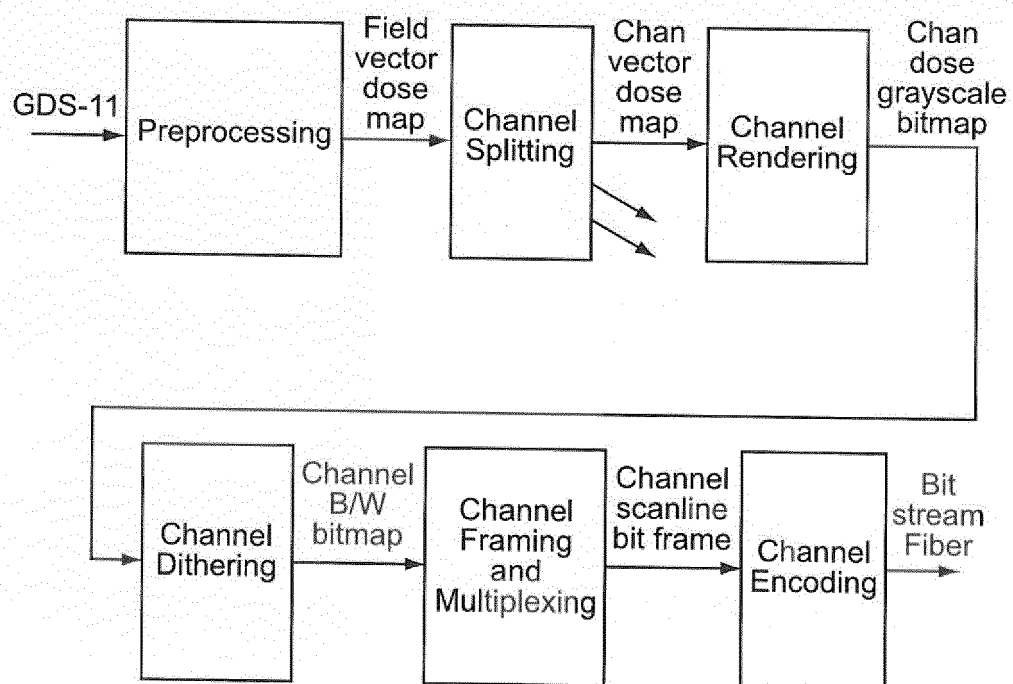 GDS-11
Preprocessing
Field
vector
dose
map
Channel
Splitting
Chan
vector
dose
map
Channel
Rendering
Chan
dose
grayscale
bitmap
Channel
Dithering
Channel
B/W
bitmap
Channel
Framing
and
Multiplexing
Channel
scanline
bit frame
Channel
Encoding
Bit
stream
Fiber